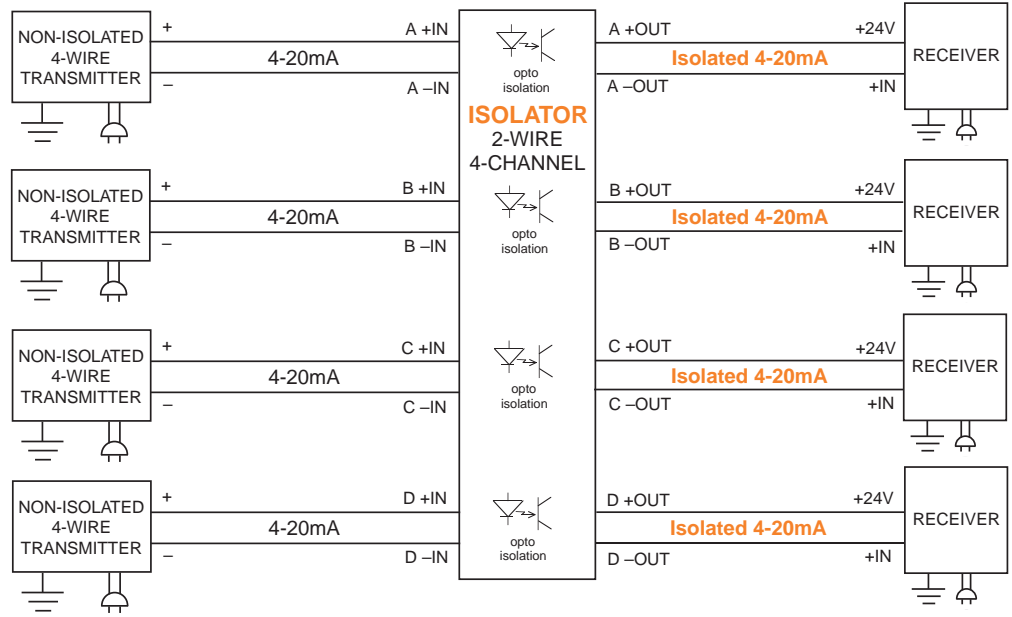 NON-ISOLATED
4-WIRE
TRANSMITTER
+
4-20mA
–
A +IN
A –IN
opto
isolation
ISOLATOR
2-WIRE
4-CHANNEL
A +OUT
+24V
Isolated 4-20mA
A –OUT
+IN
RECEIVER
NON-ISOLATED
4-WIRE
TRANSMITTER
+
4-20mA
–
B +IN
B –IN
opto
isolation
B +OUT
+24V
Isolated 4-20mA
B –OUT
+IN
RECEIVER
NON-ISOLATED
4-WIRE
TRANSMITTER
+
4-20mA
–
C +IN
C –IN
opto
isolation
C +OUT
+24V
Isolated 4-20mA
C –OUT
+IN
RECEIVER
NON-ISOLATED
4-WIRE
TRANSMITTER
+
4-20mA
–
D +IN
D –IN
opto
isolation
D +OUT
+24V
Isolated 4-20mA
D –OUT
+IN
RECEIVER